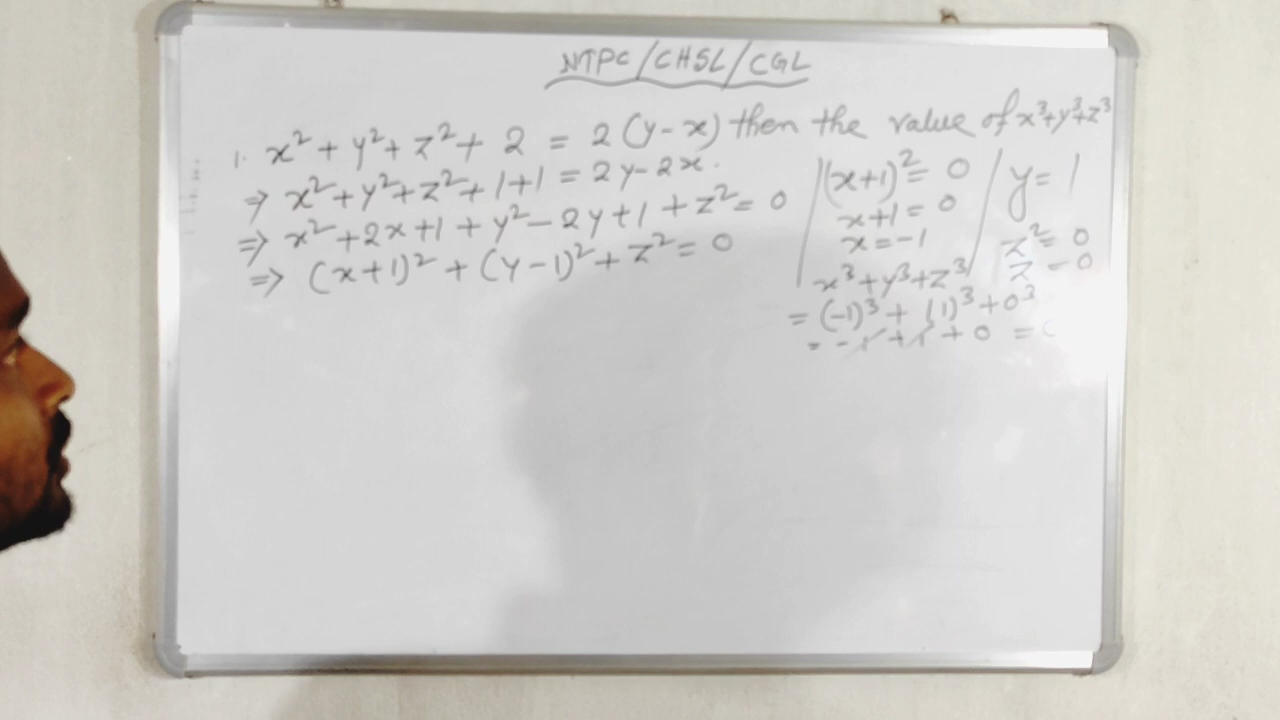 NTPC/CHSL/CGL
1. x² + y² + z² + 2 = 2(y-x) then the value of x³+y³+z³
⇒ x² + y² + z² + 1 + 1 = 2y - 2x.
⇒ x² + 2x + 1 + y² - 2y + 1 + z² = 0
⇒ (x+1)² + (y-1)² + z² = 0
(x+1)² = 0
x+1 = 0
x = -1
y = 1
z² = 0
z = 0
x³ + y³ + z³
= (-1)³ + (1)³ + 0³
= -1 + 1 + 0 =